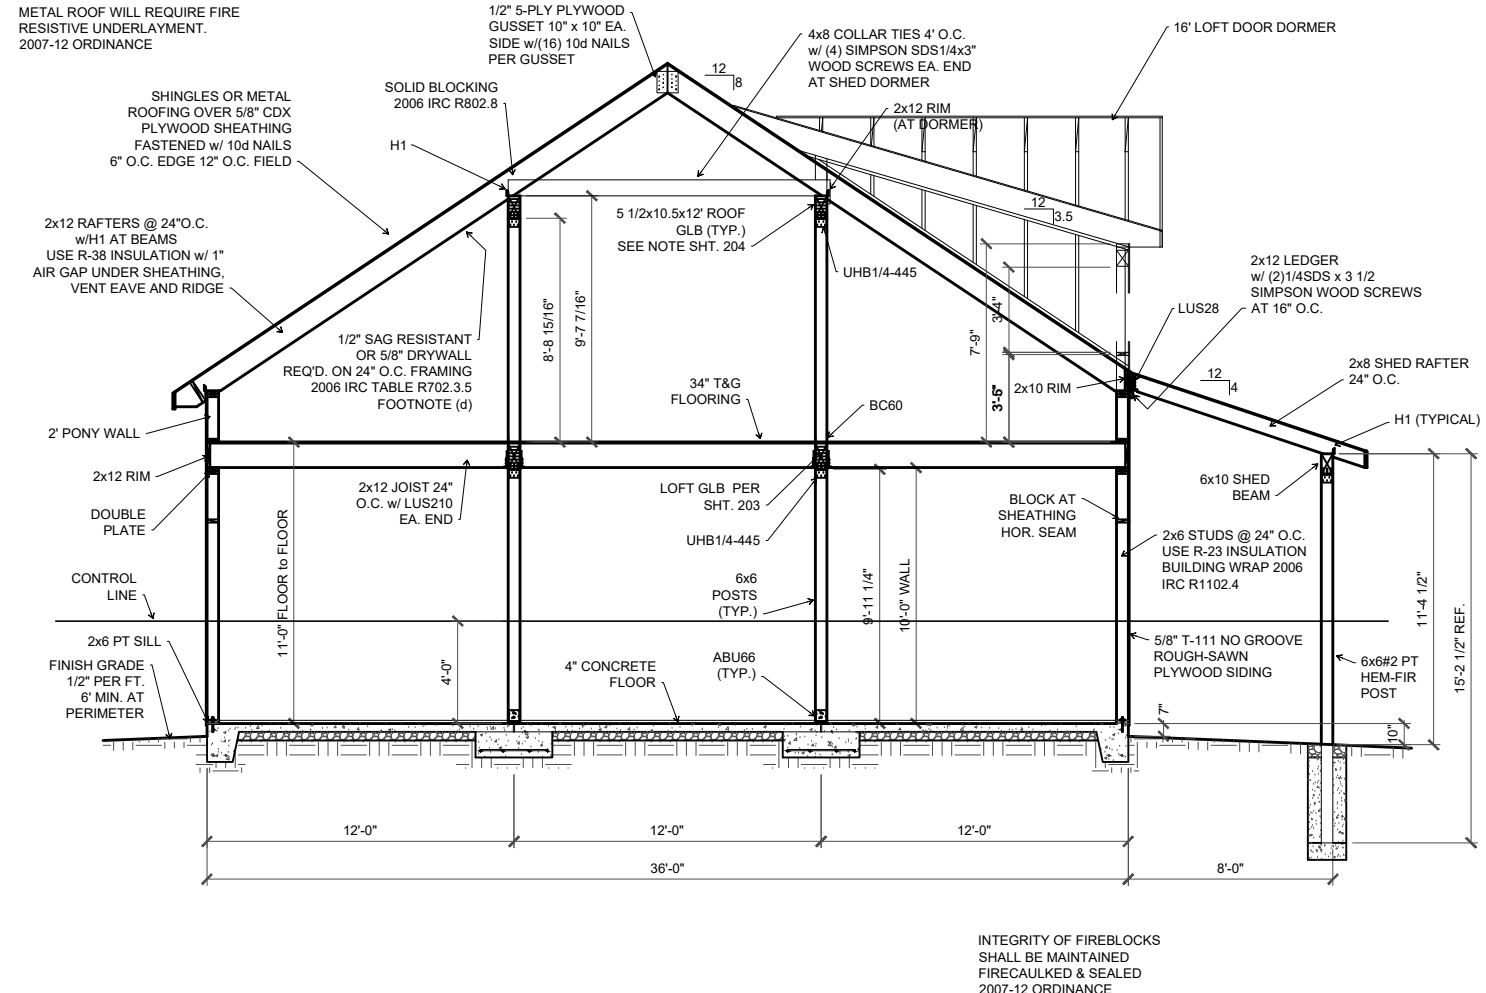 METAL ROOF WILL REQUIRE FIRE
RESISTIVE UNDERLAYMENT.
2007-12 ORDINANCE
1/2" 5-PLY PLYWOOD
GUSSET 10" x 10" EA.
SIDE w/(16) 10d NAILS
PER GUSSET
4x8 COLLAR TIES 4' O.C.
w/ (4) SIMPSON SDS1/4x3"
WOOD SCREWS EA. END
AT SHED DORMER
16' LOFT DOOR DORMER
12
8
SOLID BLOCKING
2006 IRC R802.8
SHINGLES OR METAL
ROOFING OVER 5/8" CDX
PLYWOOD SHEATHING
FASTENED w/ 10d NAILS
6" O.C. EDGE 12" O.C. FIELD
H1
2x12 RIM
(AT DORMER)
2x12 RAFTERS @ 24"O.C.
w/H1 AT BEAMS
USE R-38 INSULATION w/ 1"
AIR GAP UNDER SHEATHING,
VENT EAVE AND RIDGE
5 1/2x10.5x12' ROOF
GLB (TYP.)
SEE NOTE SHT. 204
12
3.5
UHB1/4-445
2x12 LEDGER
w/ (2)1/4SDS x 3 1/2
SIMPSON WOOD SCREWS
AT 16" O.C.
LUS28
8'-8 15/16"
9'-7 7/16"
7'-9"
3'-4"
3'-6"
1/2" SAG RESISTANT
OR 5/8" DRYWALL
REQ'D. ON 24" O.C. FRAMING
2006 IRC TABLE R702.3.5
FOOTNOTE (d)
34" T&G
FLOORING
BC60
2x10 RIM
12
4
2x8 SHED RAFTER
24" O.C.
H1 (TYPICAL)
2' PONY WALL
2x12 RIM
DOUBLE
PLATE
2x12 JOIST 24"
O.C. w/ LUS210
EA. END
LOFT GLB PER
SHT. 203
UHB1/4-445
BLOCK AT
SHEATHING
HOR. SEAM
6x10 SHED
BEAM
2x6 STUDS @ 24" O.C.
USE R-23 INSULATION
BUILDING WRAP 2006
IRC R1102.4
CONTROL
LINE
11'-0" FLOOR to FLOOR
6x6
POSTS
(TYP.)
9'-11 1/4"
10'-0" WALL
11'-4 1/2"
15'-2 1/2" REF.
2x6 PT SILL
FINISH GRADE
1/2" PER FT.
6' MIN. AT
PERIMETER
4'-0"
4" CONCRETE
FLOOR
ABU66
(TYP.)
5/8" T-111 NO GROOVE
ROUGH-SAWN
PLYWOOD SIDING
6x6#2 PT
HEM-FIR
POST
7"
10"
12'-0"
12'-0"
12'-0"
36'-0"
8'-0"
INTEGRITY OF FIREBLOCKS
SHALL BE MAINTAINED
FIRECAULKED & SEALED
2007-12 ORDINANCE